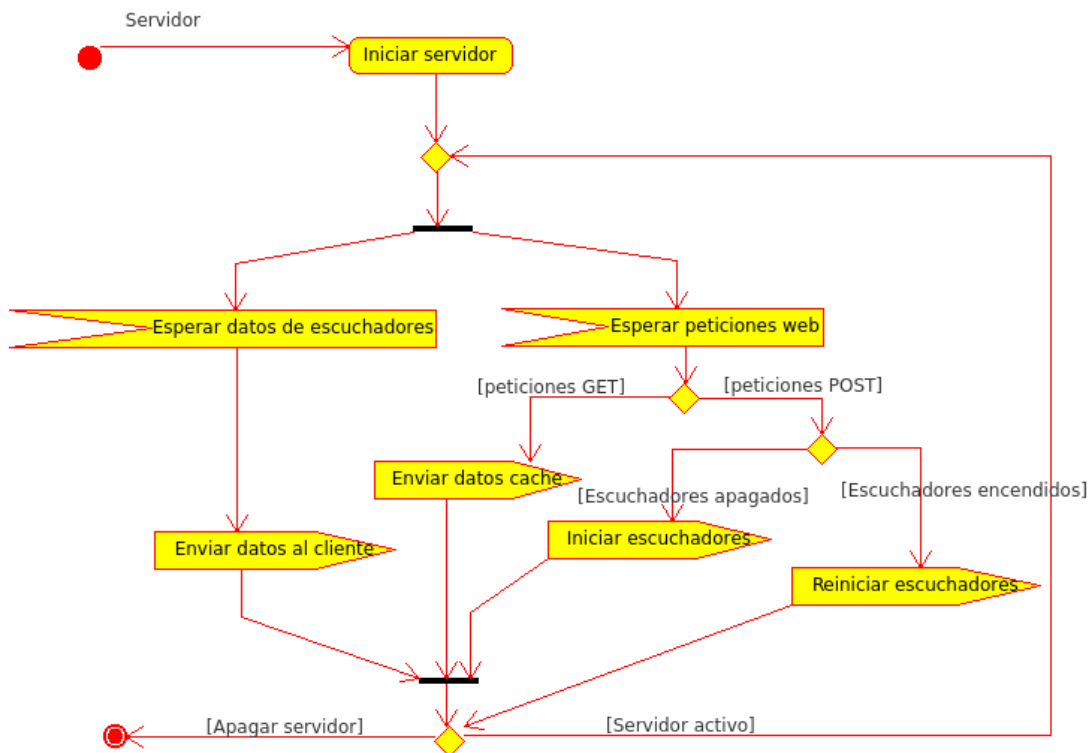 Servidor
Iniciar servidor
Esperar datos de escuchadores
Esperar peticiones web
[peticiones GET]
[peticiones POST]
Enviar datos cache
[Escuchadores apagados]
[Escuchadores encendidos]
Iniciar escuchadores
Enviar datos al cliente
Reiniciar escuchadores
[Apagar servidor]
[Servidor activo]